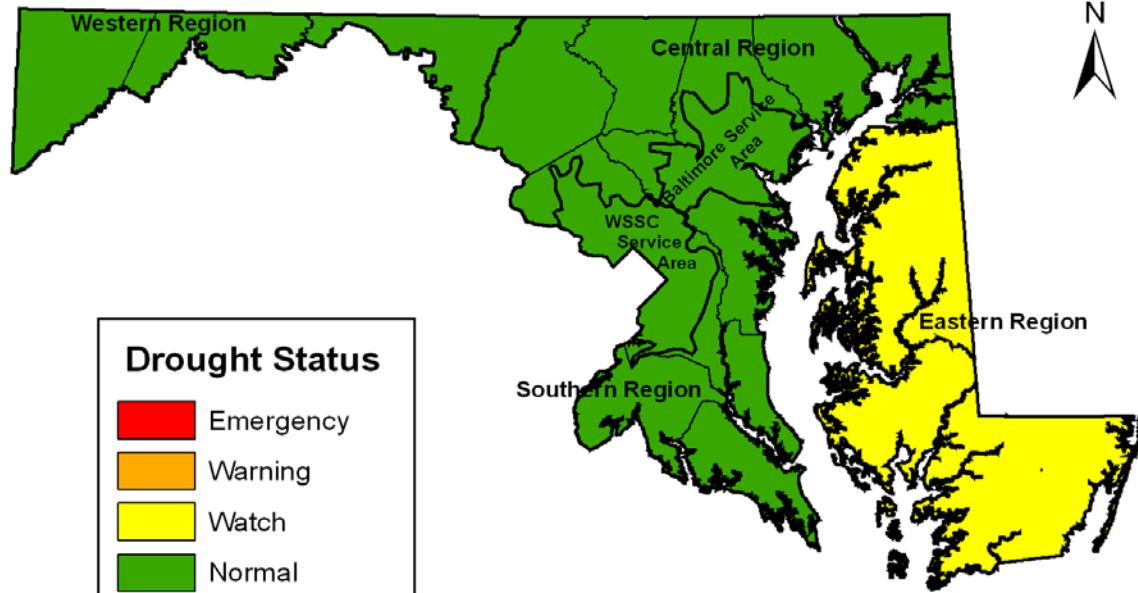 Western Region
Central Region
N
Baltimore Service
Area
WSSC
Service
Area
Eastern Region
Southern Region
Drought Status
Emergency
Warning
Watch
Normal